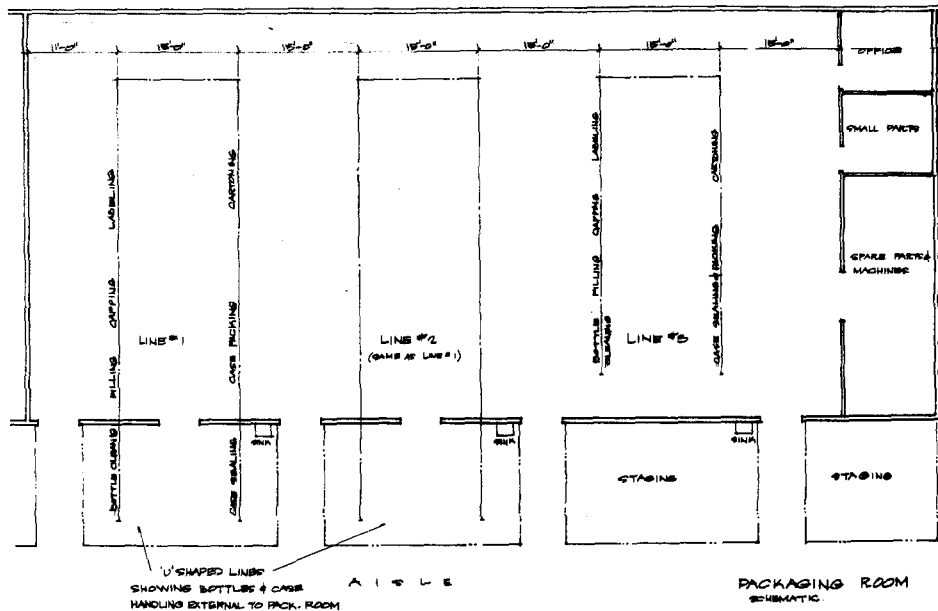 11'-0"
15'-0"
15'-0"
15'-0"
15'-0"
15'-0"
15'-0"
OFFICE
SMALL PARTS
SPARE PARTS &
MACHINES
LABELING
CAPPING
FILLING
BOTTLE CLEANING
CARTONING
CASE PACKING
CASE SEALING
LINE #1
LINE #2
(SAME AS LINE #1)
LABELING
CAPPING
FILLING
BOTTLE
CLEANING
CARTONING
CASE SEALING & PACKING
LINE #3
SINK
SINK
SINK
STAGING
STAGING
'U' SHAPED LINES
SHOWING BOTTLES & CASE
HANDLING EXTERNAL TO PACK. ROOM
AISLE
PACKAGING ROOM
SCHEMATIC.